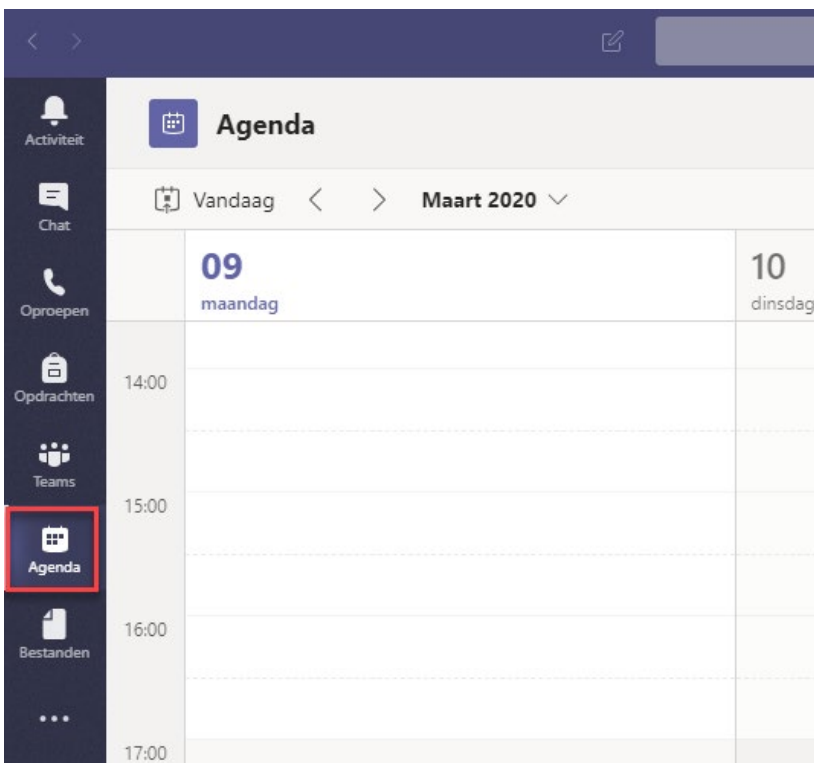 Activiteit
Chat
Oproepen
Opdrachten
Teams
Agenda
Bestanden
Agenda
Vandaag
Maart 2020
09
maandag
10
dinsdag
14:00
15:00
16:00
17:00